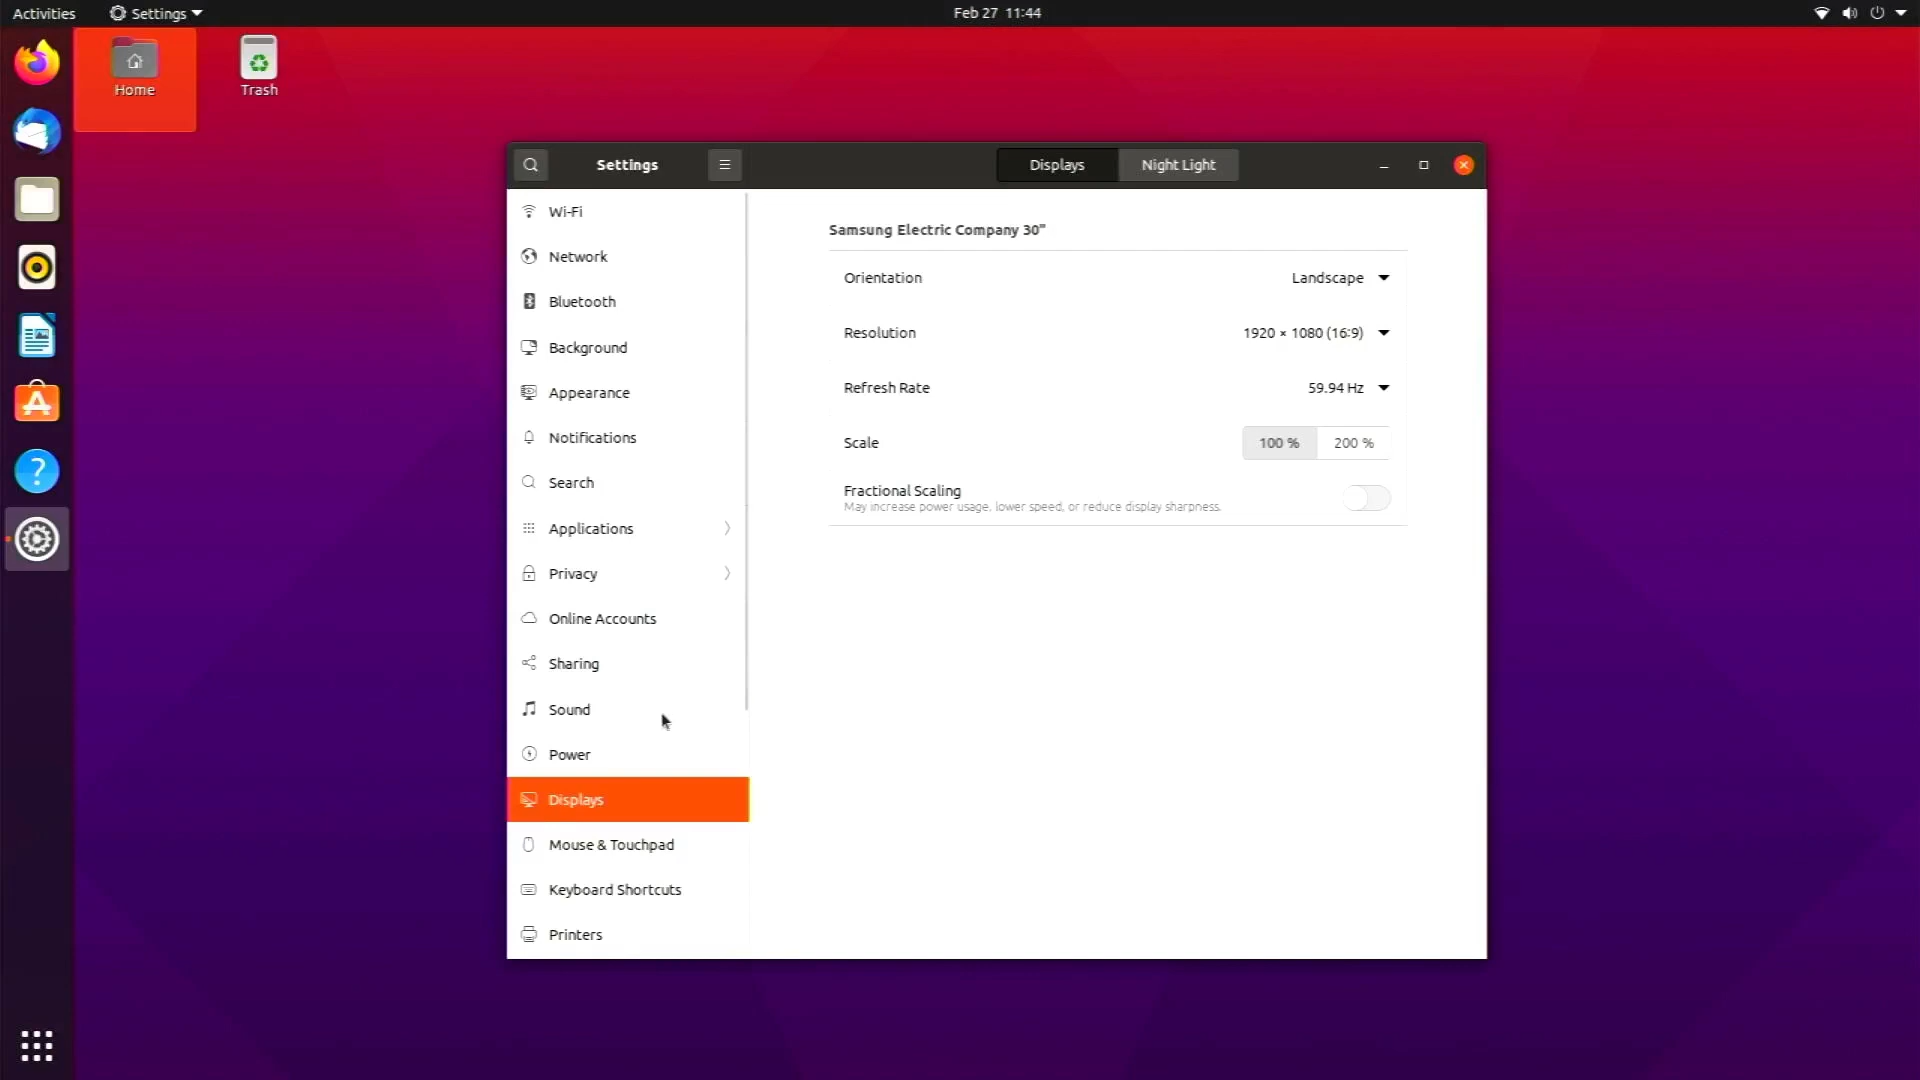 Activities
Settings
Feb 27 11:44
Home
Trash
Settings
Displays
Night Light
Wi-Fi
Network
Bluetooth
Background
Appearance
Notifications
Search
Applications
Privacy
Online Accounts
Sharing
Sound
Power
Displays
Mouse & Touchpad
Keyboard Shortcuts
Printers
Samsung Electric Company 30"
Orientation
Landscape
Resolution
1920 × 1080 (16:9)
Refresh Rate
59.94 Hz
Scale
100 %
200 %
Fractional Scaling
May increase power usage, lower speed, or reduce display sharpness.